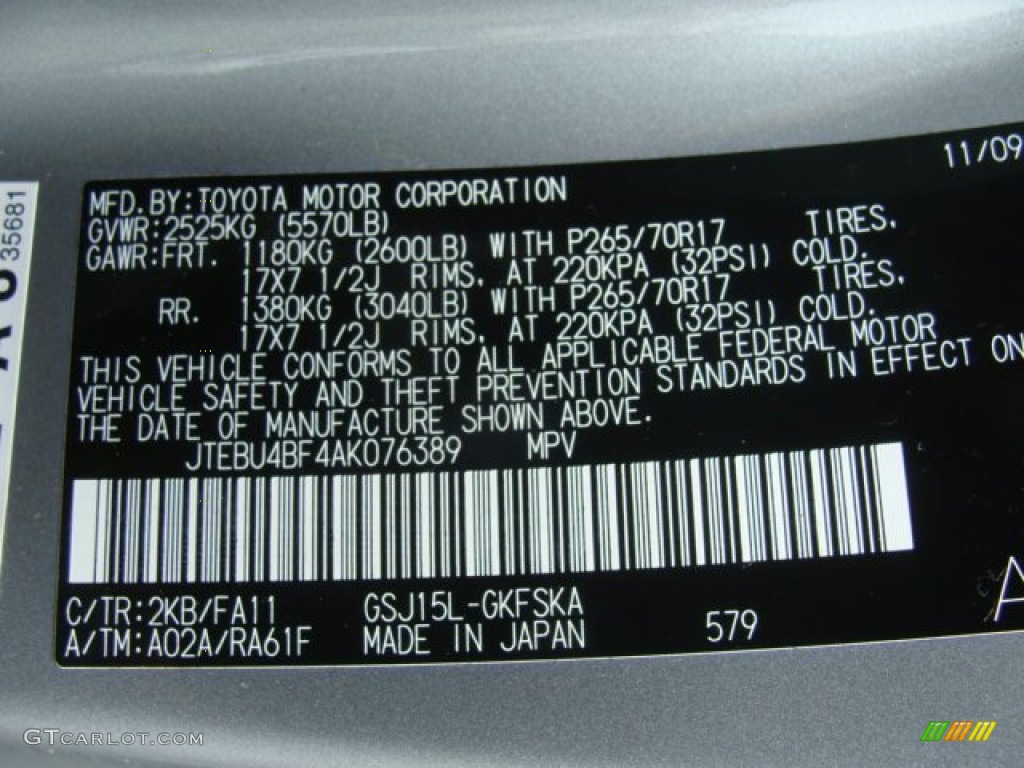 11/09
MFD.BY:TOYOTA MOTOR CORPORATION
GVWR:2525KG (5570LB)
GAWR:FRT. 1180KG (2600LB) WITH P265/70R17 TIRES.
17X7 1/2J RIMS, AT 220KPA (32PSI) COLD.
RR. 1380KG (3040LB) WITH P265/70R17 TIRES,
17X7 1/2J RIMS, AT 220KPA (32PSI) COLD.
THIS VEHICLE CONFORMS TO ALL APPLICABLE FEDERAL MOTOR
VEHICLE SAFETY AND THEFT PREVENTION STANDARDS IN EFFECT ON
THE DATE OF MANUFACTURE SHOWN ABOVE.
JTEBU4BF4AK076389 MPV
C/TR:2KB/FA11 GSJ15L-GKFSKA
A/TM:A02A/RA61F MADE IN JAPAN 579
A
35681
GTCARLOT.COM